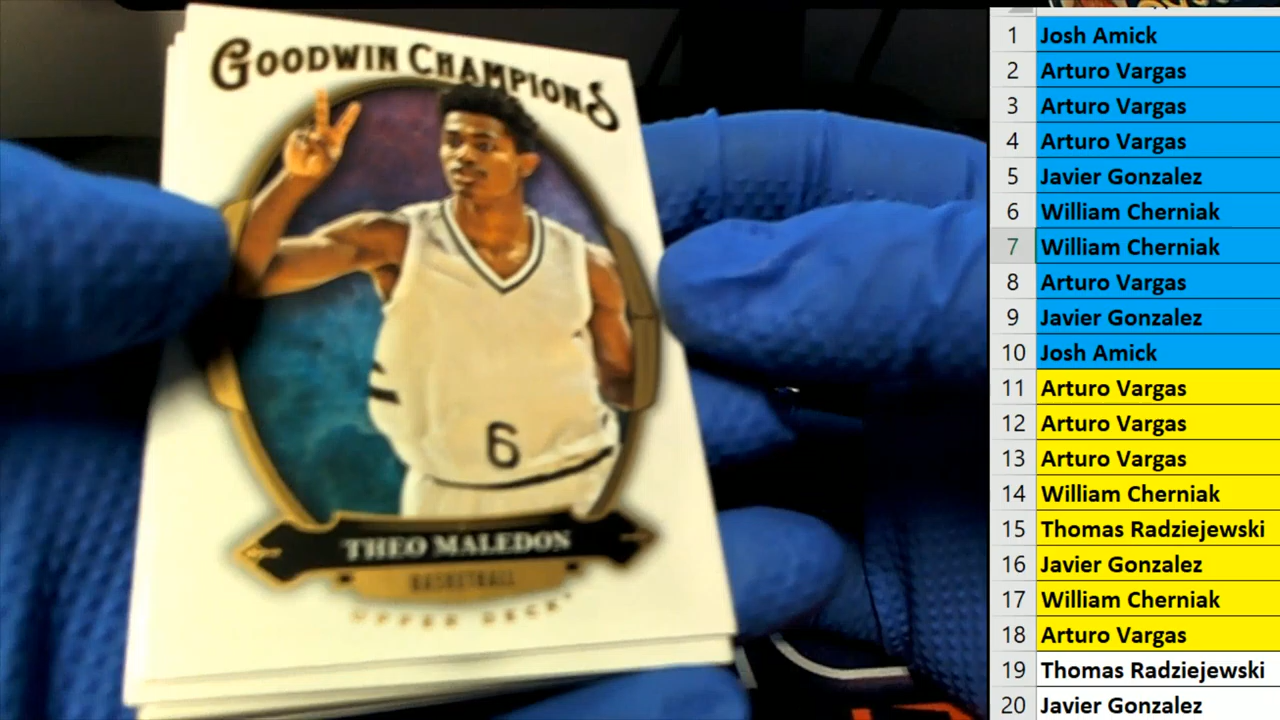 GOODWIN CHAMPIONS
6
THEO MALEDON
BASKETBALL
UPPER DECK
1 Josh Amick
2 Arturo Vargas
3 Arturo Vargas
4 Arturo Vargas
5 Javier Gonzalez
6 William Cherniak
7 William Cherniak
8 Arturo Vargas
9 Javier Gonzalez
10 Josh Amick
11 Arturo Vargas
12 Arturo Vargas
13 Arturo Vargas
14 William Cherniak
15 Thomas Radziejewski
16 Javier Gonzalez
17 William Cherniak
18 Arturo Vargas
19 Thomas Radziejewski
20 Javier Gonzalez